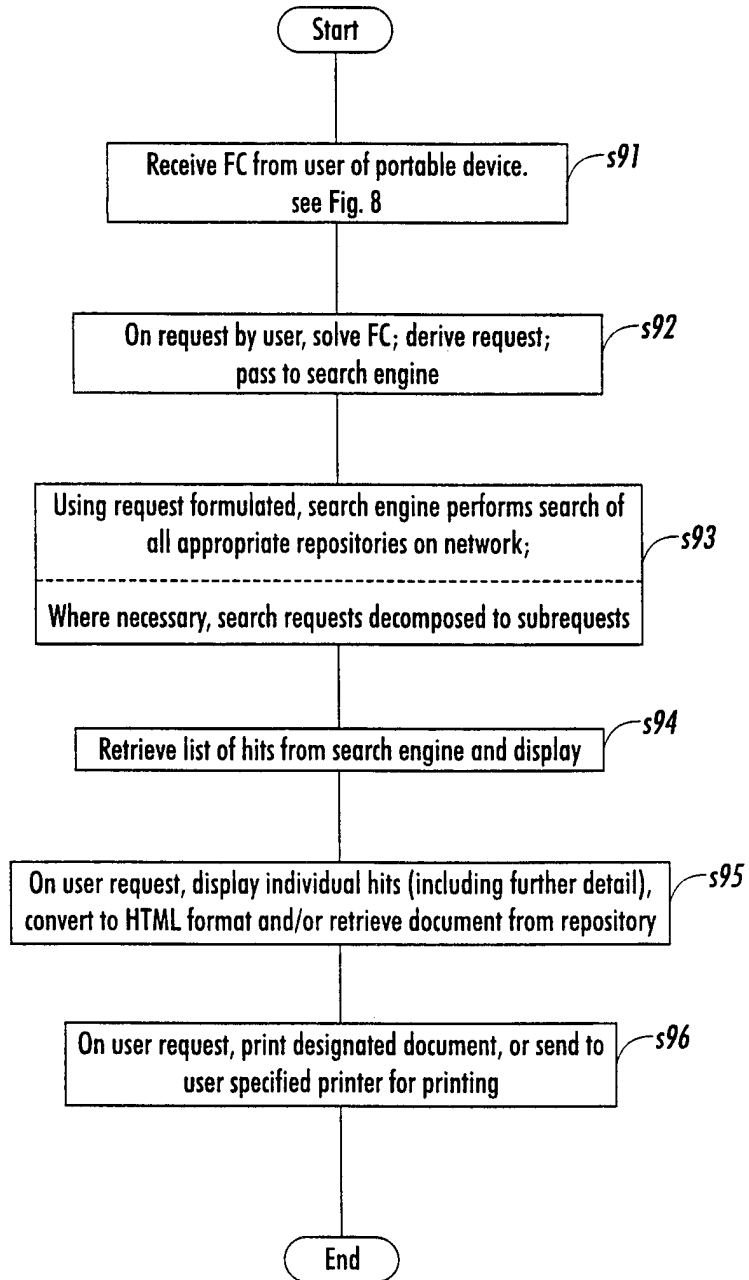 Start
Receive FC from user of portable device.
see Fig. 8
s91
On request by user, solve FC; derive request;
pass to search engine
s92
Using request formulated, search engine performs search of
all appropriate repositories on network;
s93
Where necessary, search requests decomposed to subrequests
Retrieve list of hits from search engine and display
s94
On user request, display individual hits (including further detail),
convert to HTML format and/or retrieve document from repository
s95
On user request, print designated document, or send to
user specified printer for printing
s96
End